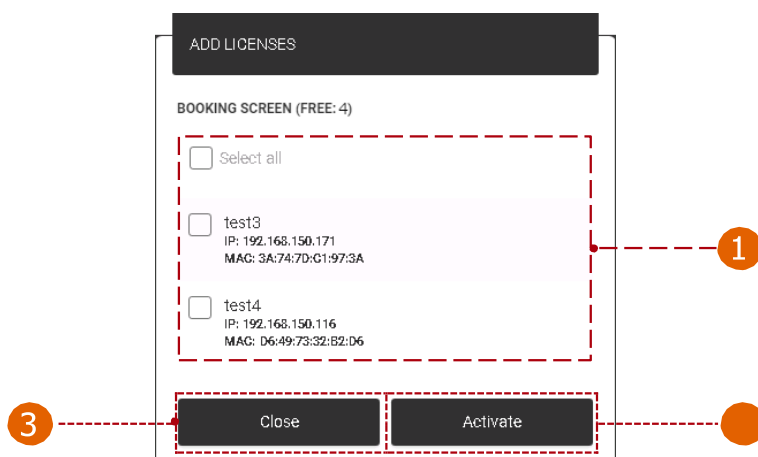 ADD LICENSES
BOOKING SCREEN (FREE: 4)
Select all
test3
IP: 192.168.150.171
MAC: 3A:74:7D:C1:97:3A
1
test4
IP: 192.168.150.116
MAC: D6:49:73:32:B2:D6
3
Close
Activate